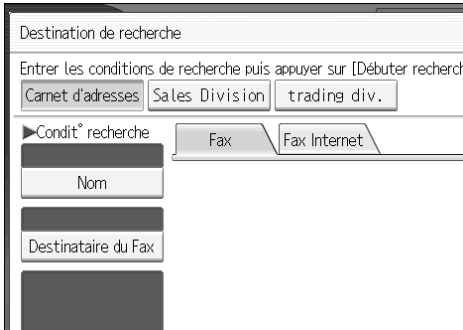 Destination de recherche
Entrer les conditions de recherche puis appuyer sur [Débuter recherch
Carnet d'adresses Sales Division trading div.
▶Condit° recherche Fax Fax Internet
Nom
Destinataire du Fax